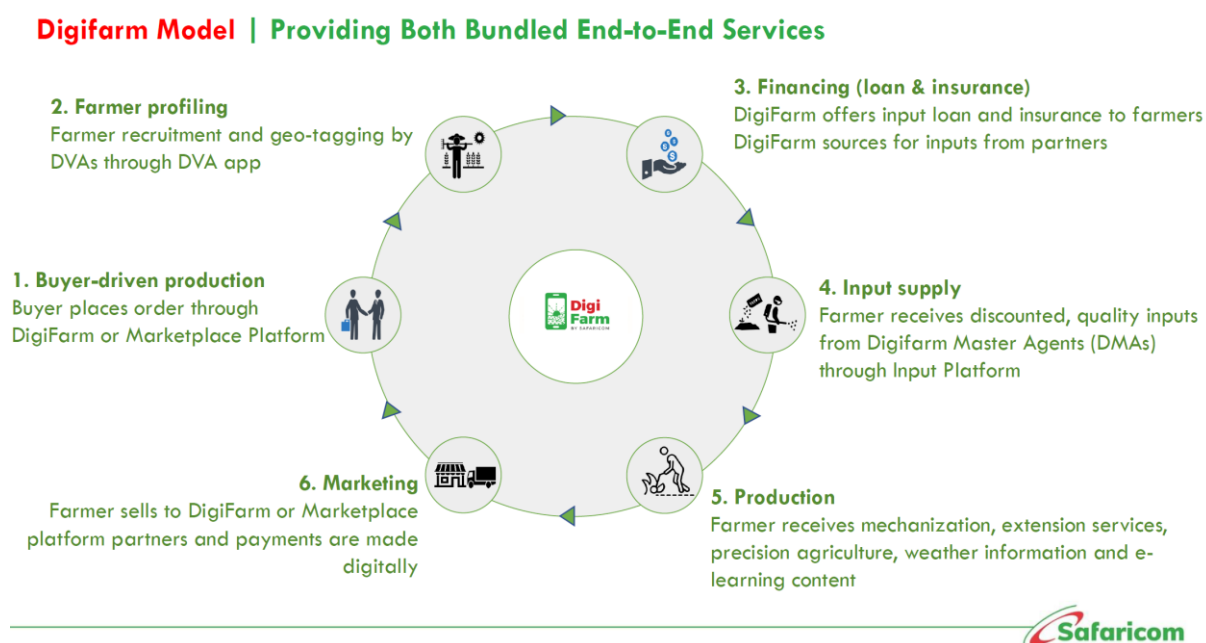 Digifarm Model | Providing Both Bundled End-to-End Services
1. Buyer-driven production
Buyer places order through
DigiFarm or Marketplace Platform
2. Farmer profiling
Farmer recruitment and geo-tagging by
DVAs through DVA app
3. Financing (loan & insurance)
DigiFarm offers input loan and insurance to farmers
DigiFarm sources for inputs from partners
4. Input supply
Farmer receives discounted, quality inputs
from Digifarm Master Agents (DMAs)
through Input Platform
5. Production
Farmer receives mechanization, extension services,
precision agriculture, weather information and e-
learning content
6. Marketing
Farmer sells to DigiFarm or Marketplace
platform partners and payments are made
digitally
Digi
Farm
BY SAFARICOM
Safaricom